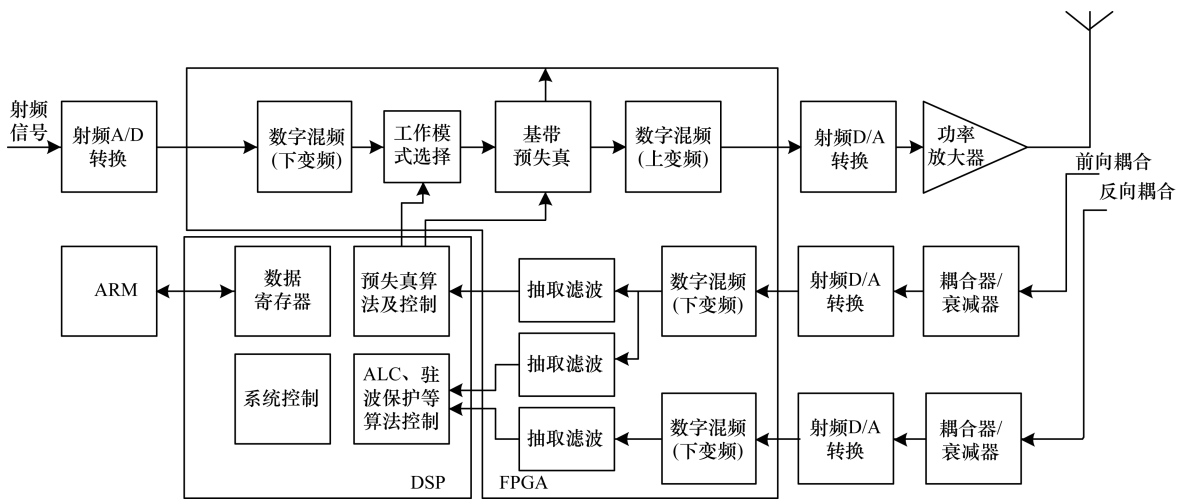 射频
信号
射频A/D
转换
数字混频
(下变频)
工作模
式选择
基带
预失真
数字混频
(上变频)
射频D/A
转换
功率
放大器
前向耦合
反向耦合
ARM
数据
寄存器
预失真算
法及控制
抽取滤波
数字混频
(下变频)
射频D/A
转换
耦合器/
衰减器
系统控制
ALC、驻
波保护等
算法控制
抽取滤波
抽取滤波
数字混频
(下变频)
射频D/A
转换
耦合器/
衰减器
DSP
FPGA